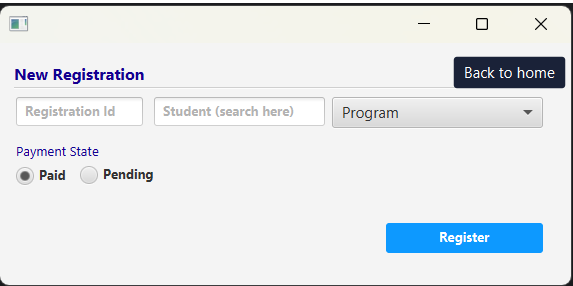 New Registration
Back to home
Registration Id
Student (search here)
Program
Payment State
Paid
Pending
Register